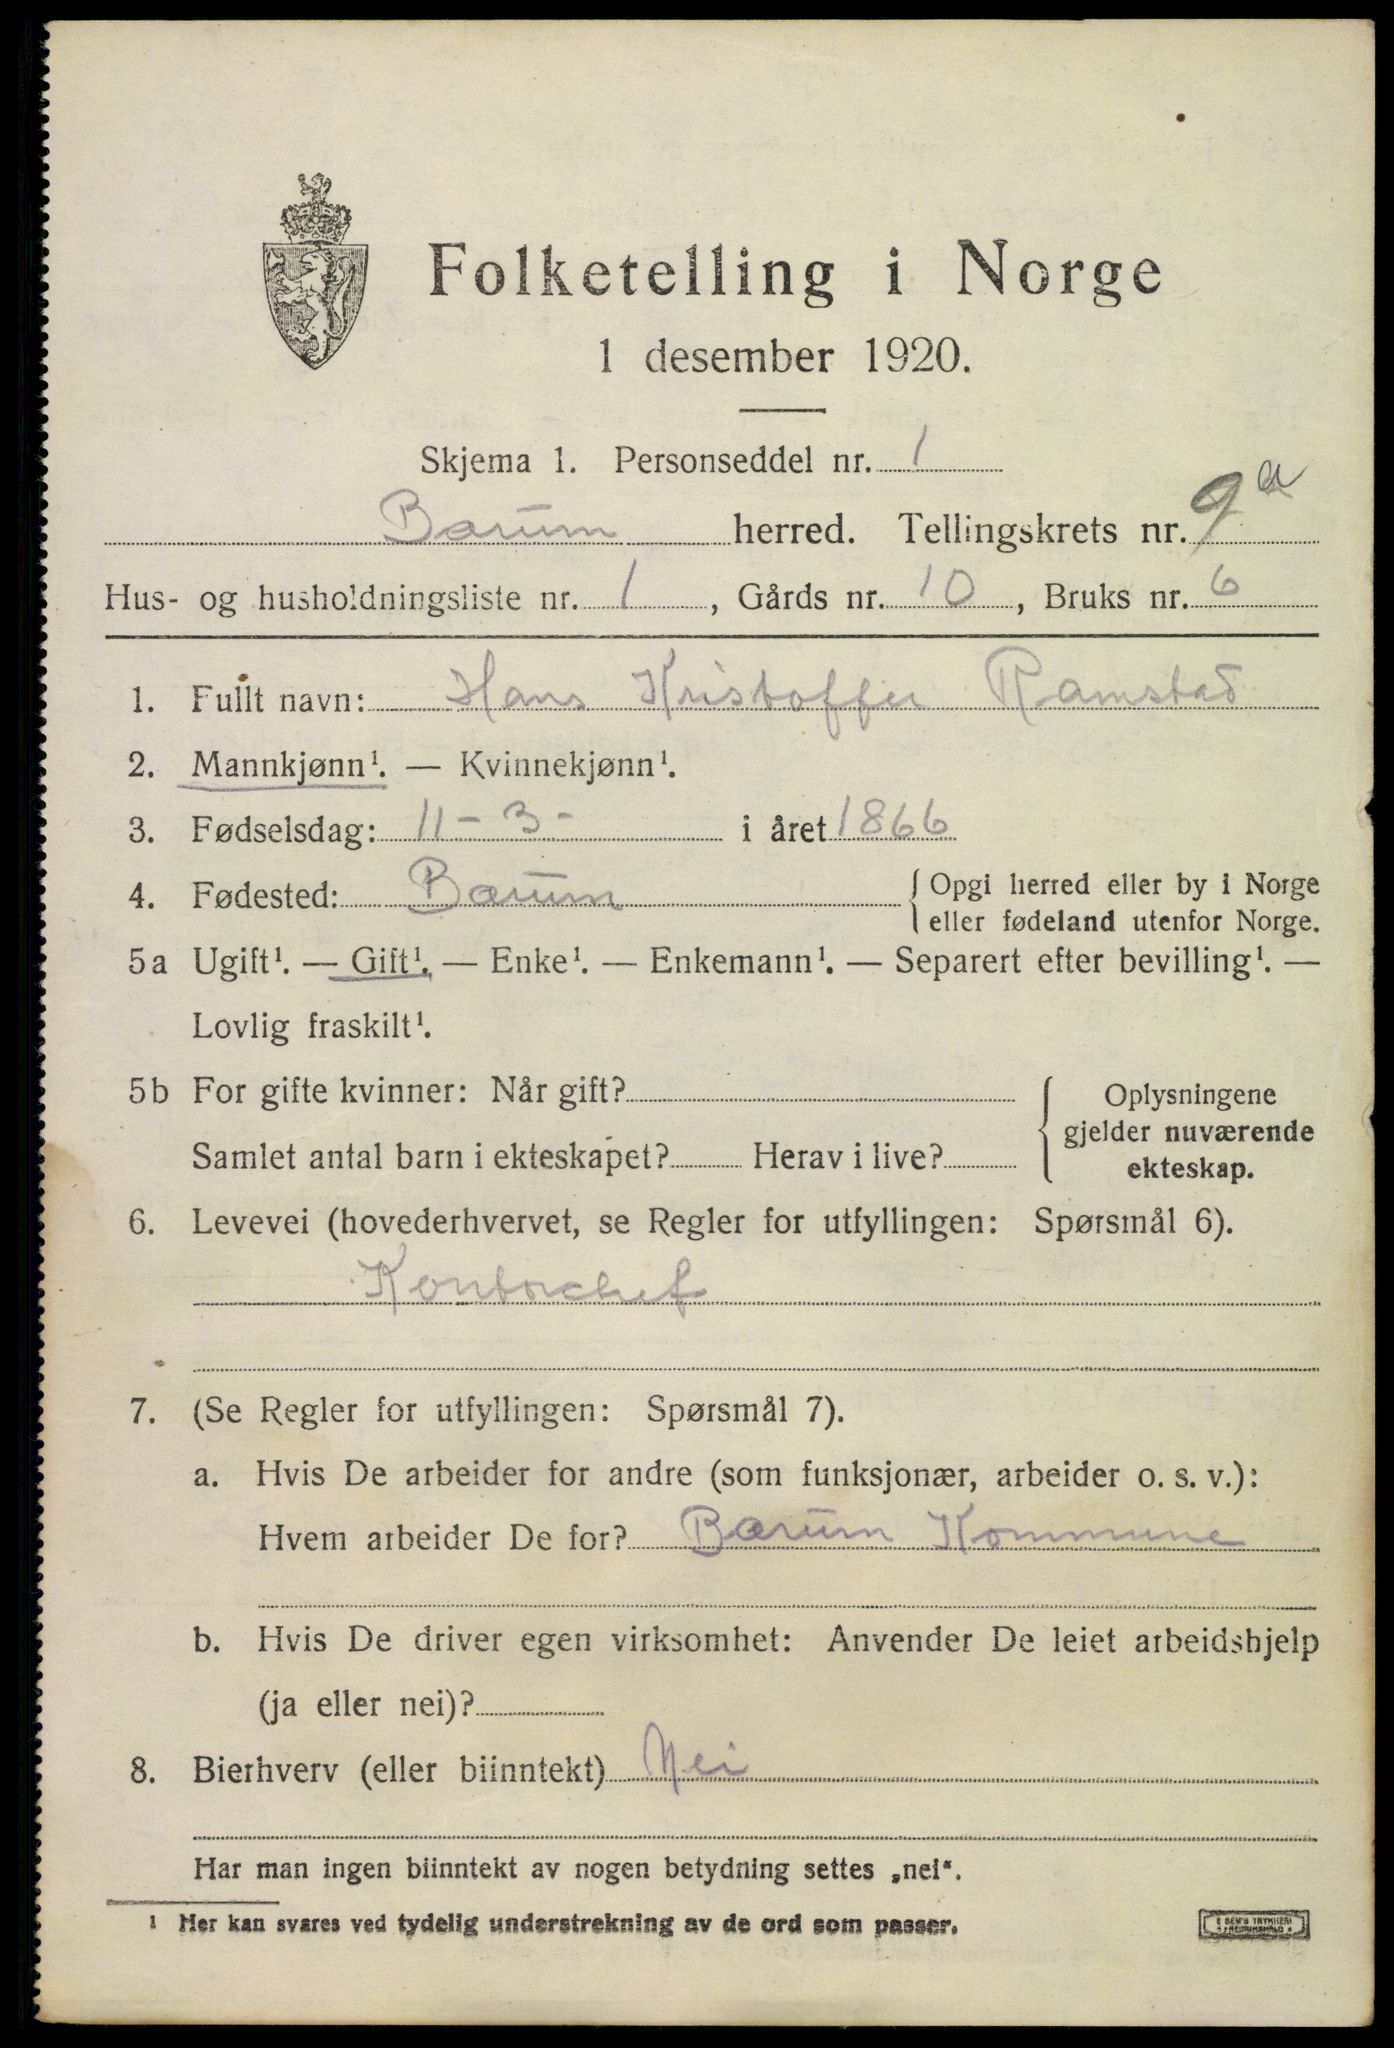 Folketelling i Norge
1 desember 1920.
Skjema 1. Personseddel nr. 1
Bærum herred. Tellingskrets nr. 9a
Hus- og husholdningsliste nr. 1, Gårds nr. 10, Bruks nr. 6
1. Fullt navn: Hans Kristoffer Ramstad
2. Mannkjønn¹. — Kvinnekjønn¹.
3. Fødselsdag: 11-3- i året 1866
4. Fødested: Bærum { Opgi herred eller by i Norge
eller fødeland utenfor Norge.
5a Ugift¹. — Gift¹. — Enke¹. — Enkemann¹. — Separert efter bevilling¹. —
Lovlig fraskilt¹.
5b For gifte kvinner: Når gift? { Oplysningene
gjelder nuværende
Samlet antal barn i ekteskapet? Herav i live? ekteskap.
6. Levevei (hovederhvervet, se Regler for utfyllingen: Spørsmål 6).
Kontorchef
7. (Se Regler for utfyllingen: Spørsmål 7).
a. Hvis De arbeider for andre (som funksjonær, arbeider o. s. v.):
Hvem arbeider De for? Bærum Kommune
b. Hvis De driver egen virksomhet: Anvender De leiet arbeidshjelp
(ja eller nei)?
8. Bierhverv (eller biinntekt) Nei
Har man ingen biinntekt av nogen betydning settes „nei“.
¹ Her kan svares ved tydelig understrekning av de ord som passer.
E SEM'S TRYKKERI
FREDRIKSHALD